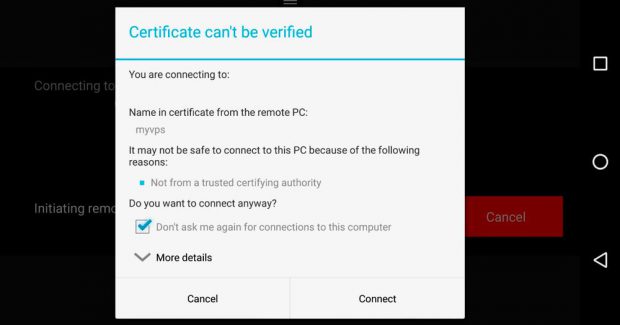 Certificate can't be verified
You are connecting to:
Connecting to
Name in certificate from the remote PC:
myvps
It may not be safe to connect to this PC because of the following
reasons:
Not from a trusted certifying authority
Do you want to connect anyway?
Initiating remo
Cancel
Don't ask me again for connections to this computer
More details
Cancel
Connect